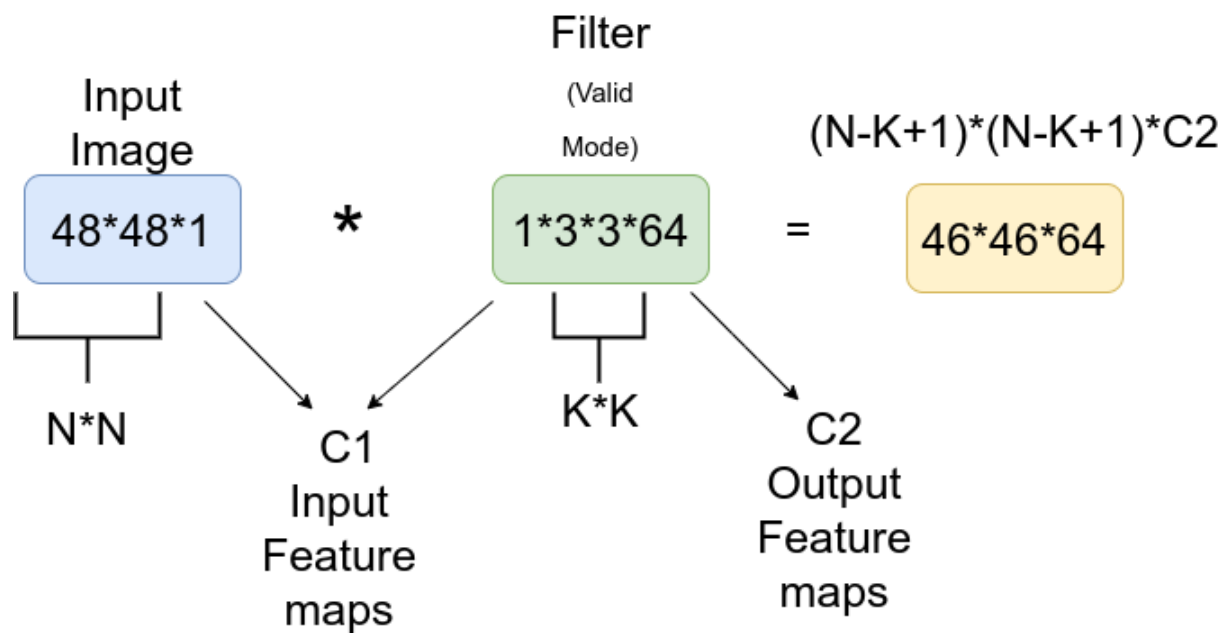 Filter
(Valid
Mode)
Input
Image
(N-K+1)*(N-K+1)*C2
48*48*1
*
1*3*3*64
=
46*46*64
N*N
K*K
C1
Input
Feature
maps
C2
Output
Feature
maps